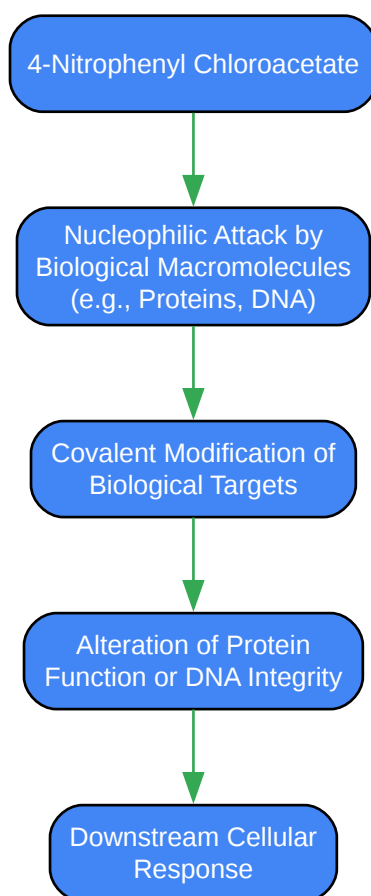 4-Nitrophenyl Chloroacetate
Nucleophilic Attack by
Biological Macromolecules
(e.g., Proteins, DNA)
Covalent Modification of
Biological Targets
Alteration of Protein
Function or DNA Integrity
Downstream Cellular
Response